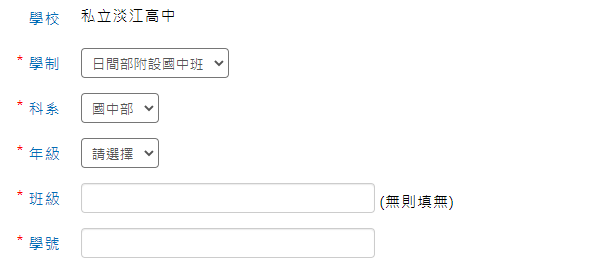 學校 私立淡江高中
* 學制 日間部附設國中班
* 科系 國中部
* 年級 請選擇
* 班級 (無則填無)
* 學號